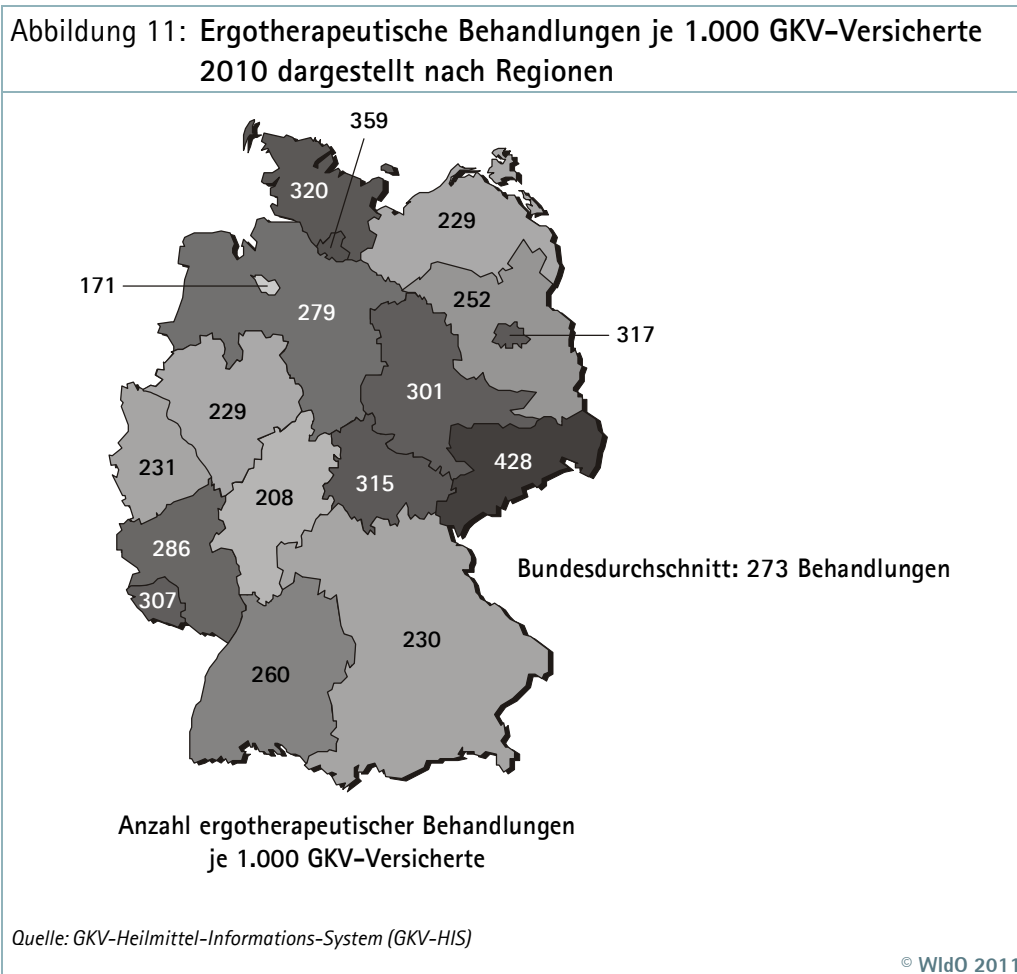 Abbildung 11: Ergotherapeutische Behandlungen je 1.000 GKV-Versicherte
2010 dargestellt nach Regionen
359
320
229
171
279
252
317
301
229
231
428
315
208
286
Bundesdurchschnitt: 273 Behandlungen
307
230
260
Anzahl ergotherapeutischer Behandlungen
je 1.000 GKV-Versicherte
Quelle: GKV-Heilmittel-Informations-System (GKV-HIS)
© WIdO 2011